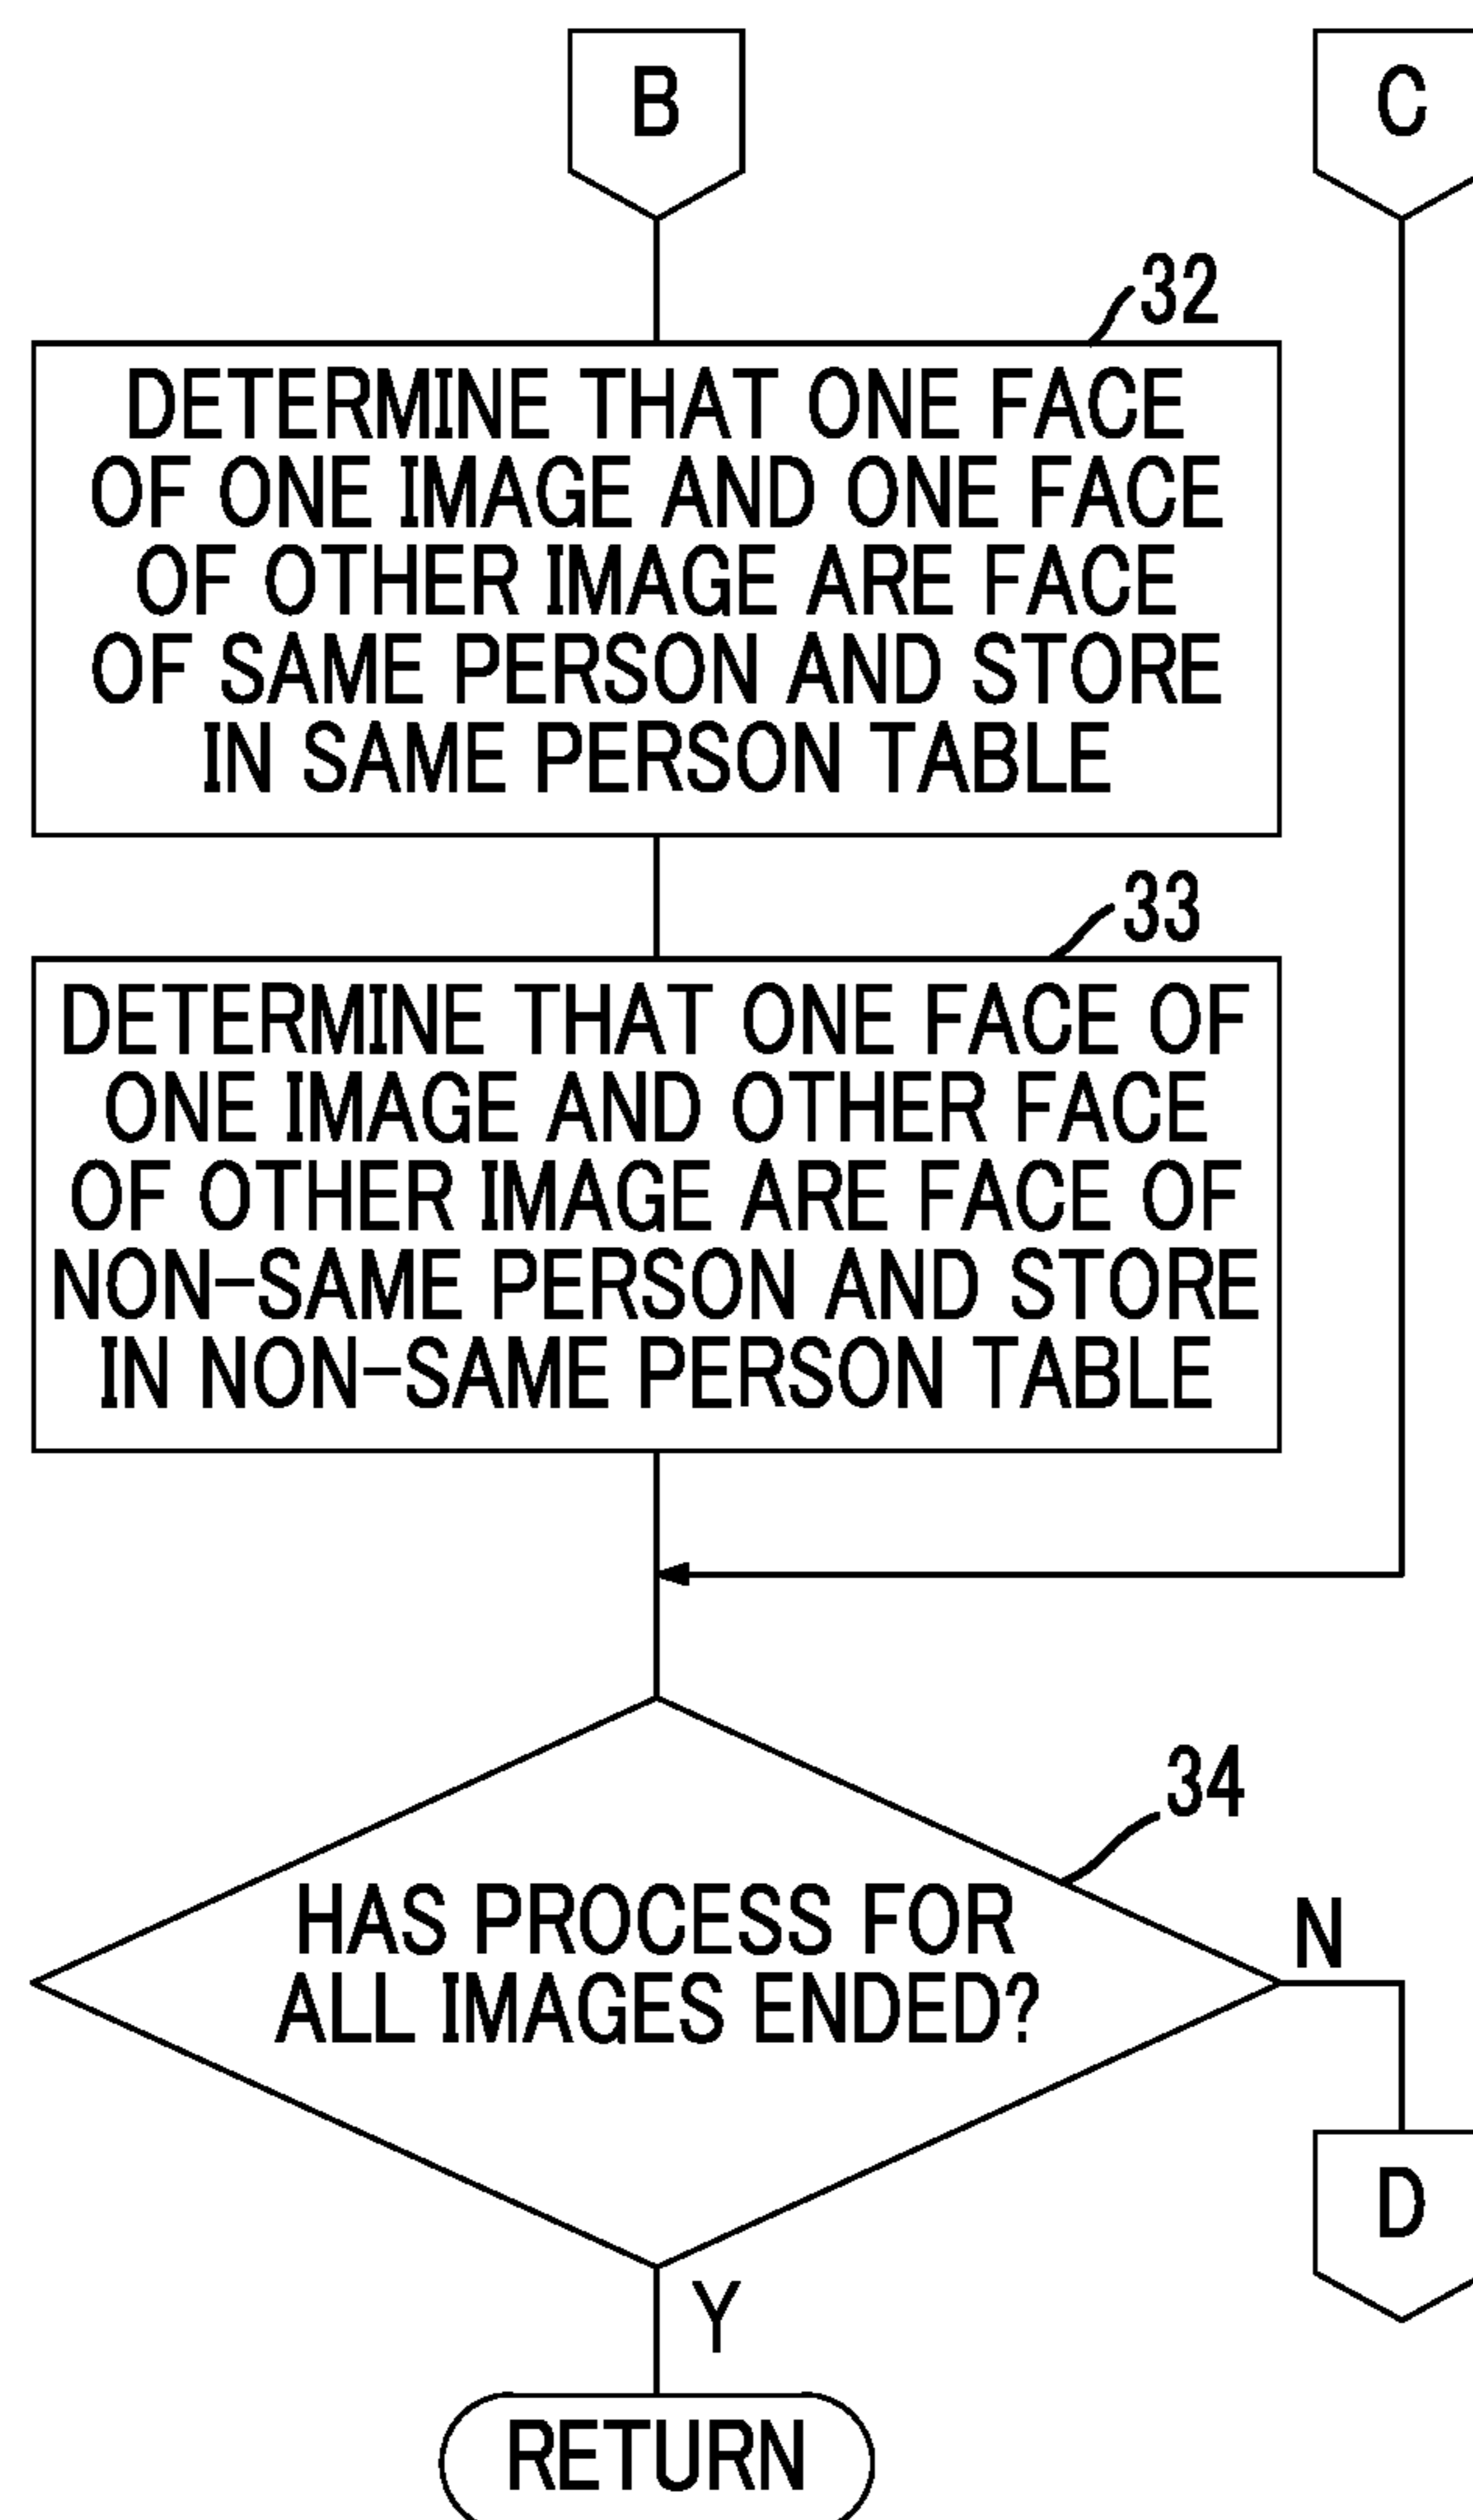 B
C
32
DETERMINE THAT ONE FACE
OF ONE IMAGE AND ONE FACE
OF OTHER IMAGE ARE FACE
OF SAME PERSON AND STORE
IN SAME PERSON TABLE
33
DETERMINE THAT ONE FACE OF
ONE IMAGE AND OTHER FACE
OF OTHER IMAGE ARE FACE OF
NON-SAME PERSON AND STORE
IN NON-SAME PERSON TABLE
34
HAS PROCESS FOR
ALL IMAGES ENDED?
N
D
Y
RETURN